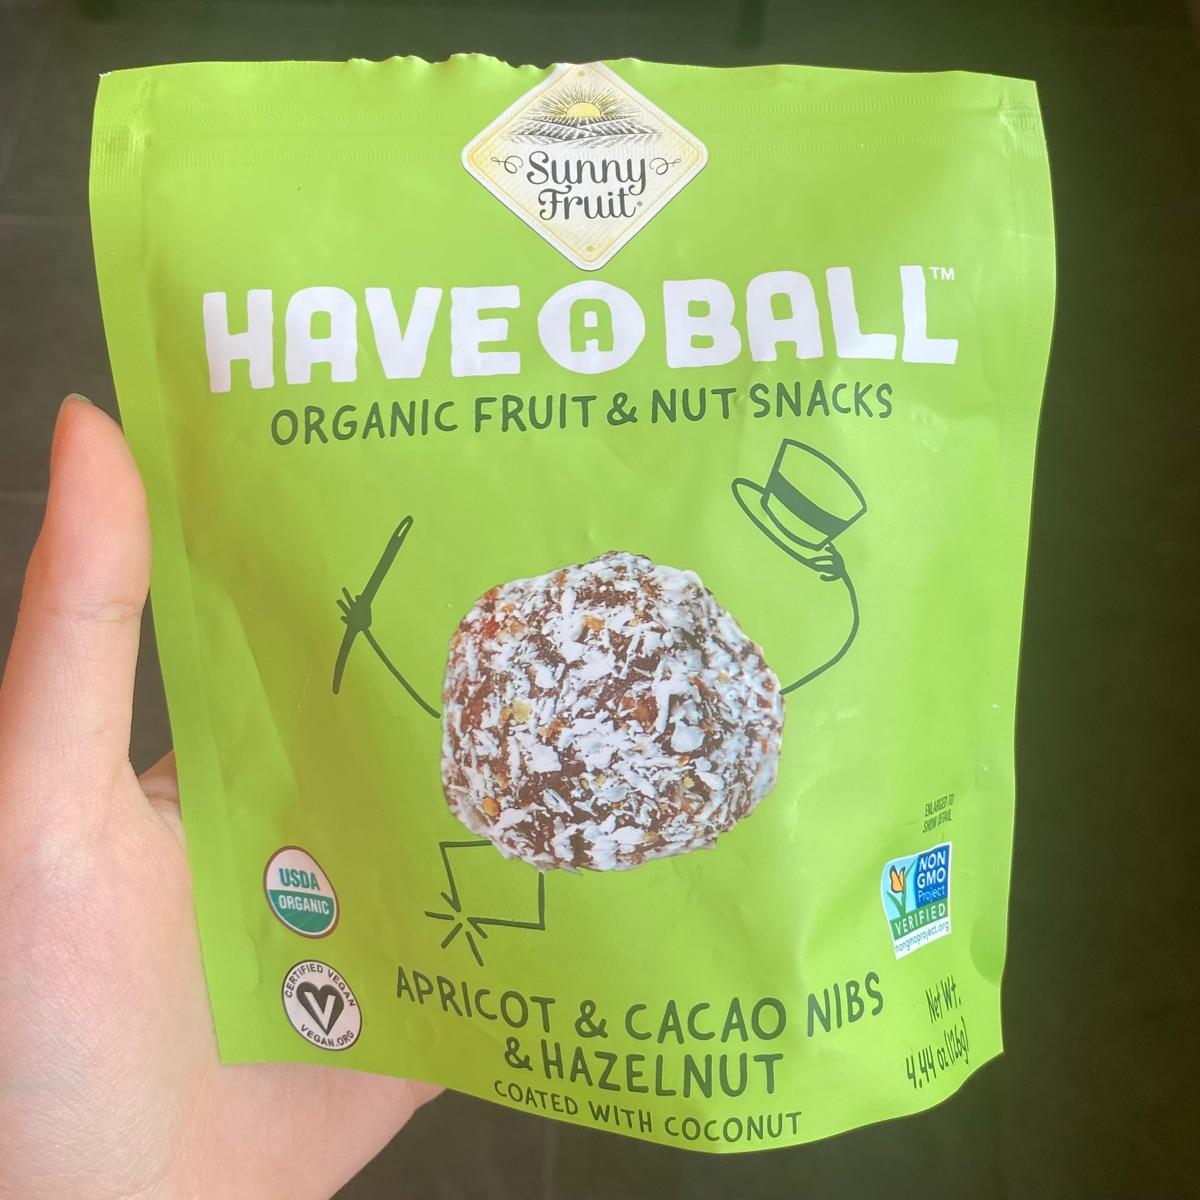 Sunny
Fruit®
HAVE A BALL™
ORGANIC FRUIT & NUT SNACKS
ENLARGED TO
SHOW DETAIL
USDA
ORGANIC
NON
GMO
Project
VERIFIED
nongmoproject.org
CERTIFIED VEGAN
VEGAN.ORG
APRICOT & CACAO NIBS
& HAZELNUT
COATED WITH COCONUT
Net Wt.
4.44 oz (126g)